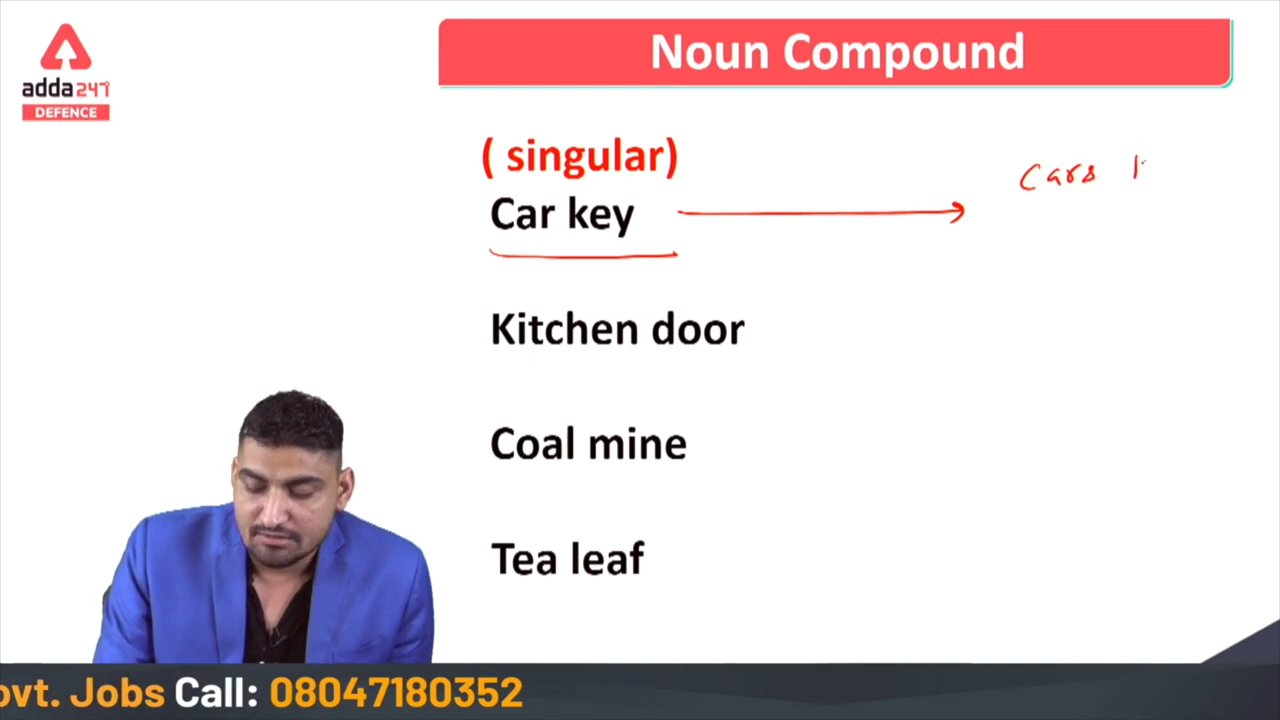 Noun Compound
adda247
DEFENCE
( singular)
Car key
Cars
Kitchen door
Coal mine
Tea leaf
ovt. Jobs Call: 08047180352